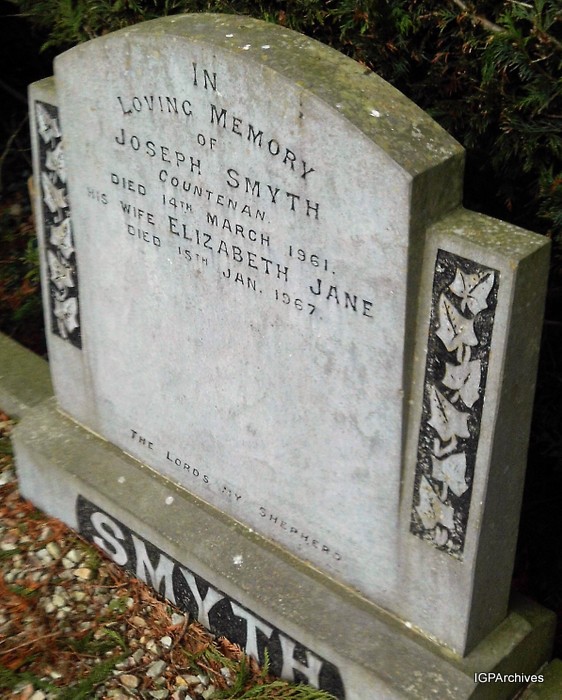 IN
LOVING MEMORY
OF
JOSEPH SMYTH
COUNTENAN.
DIED 14TH MARCH 1961.
HIS WIFE ELIZABETH JANE
DIED 15TH JAN. 1967.
THE LORDS MY SHEPHERD
SMYTH
IGPArchives